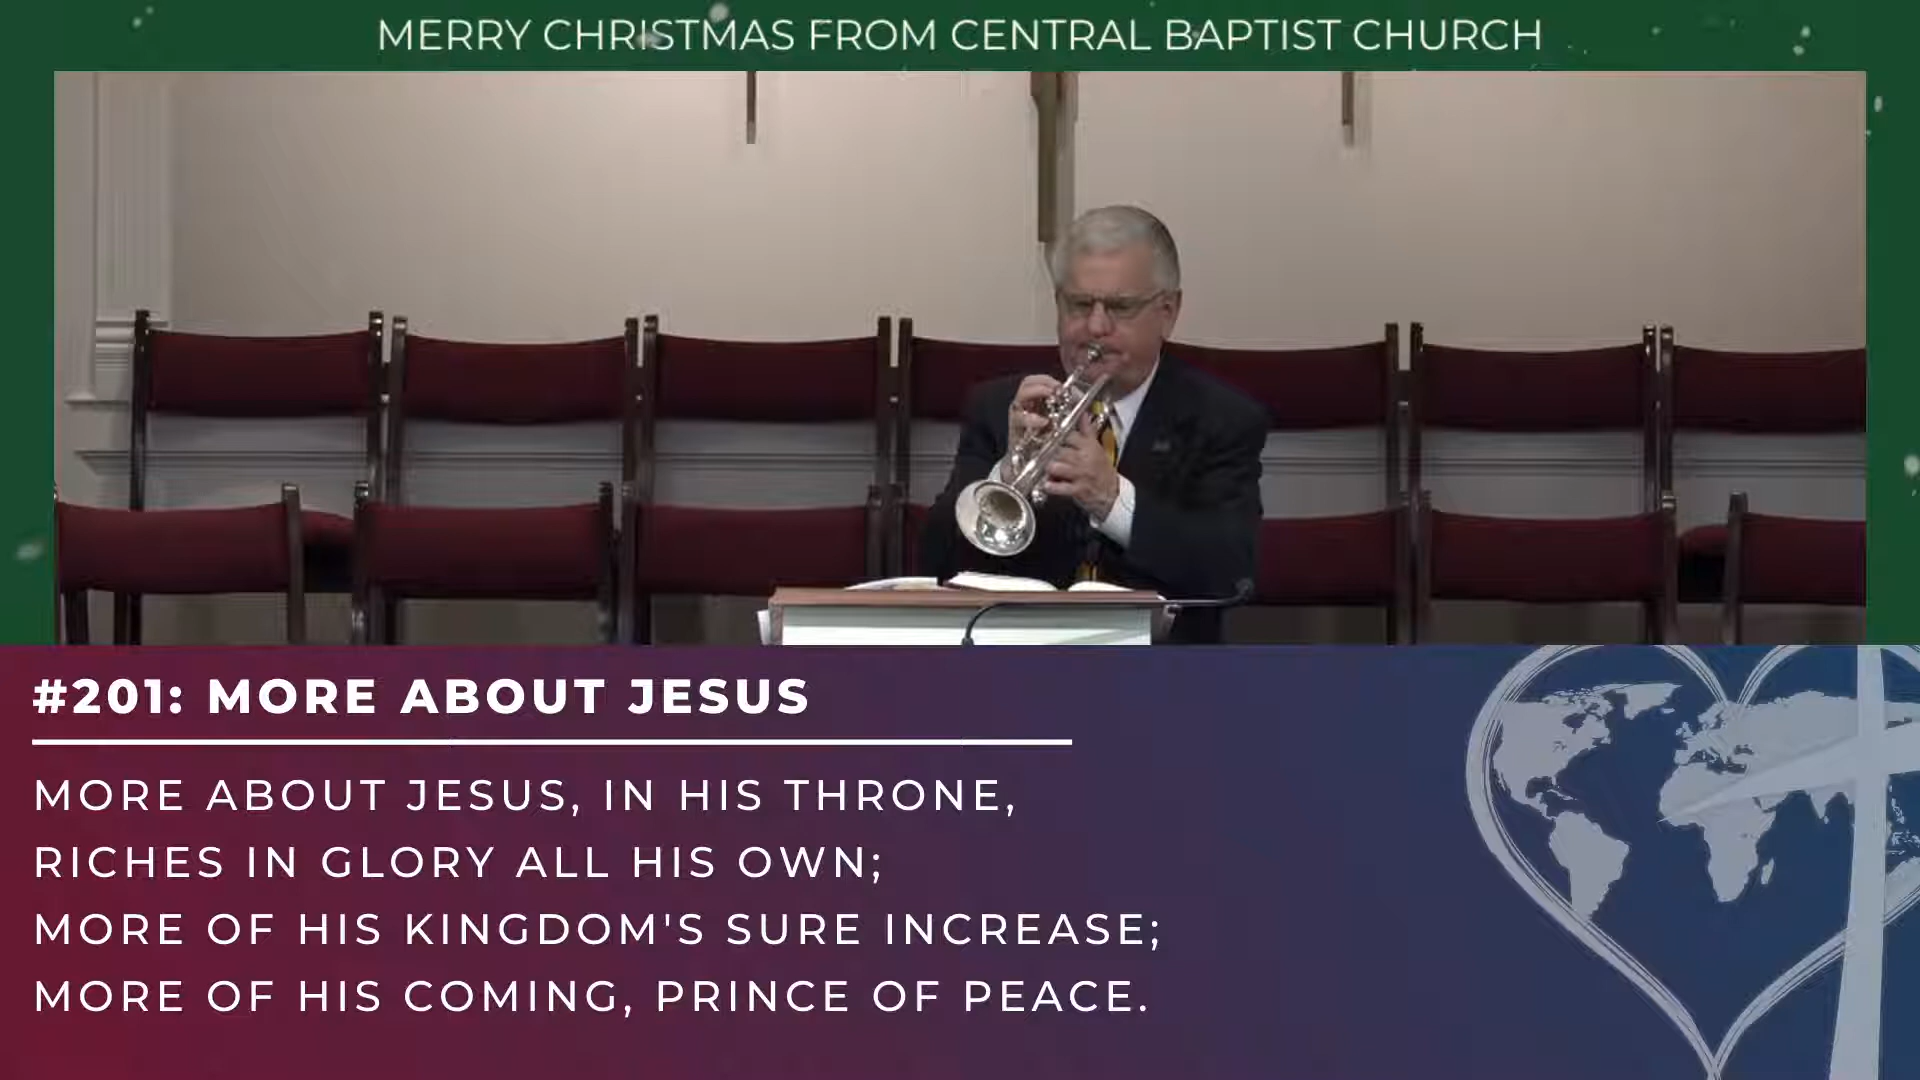 MERRY CHRISTMAS FROM CENTRAL BAPTIST CHURCH
#201: MORE ABOUT JESUS
MORE ABOUT JESUS, IN HIS THRONE,
RICHES IN GLORY ALL HIS OWN;
MORE OF HIS KINGDOM'S SURE INCREASE;
MORE OF HIS COMING, PRINCE OF PEACE.